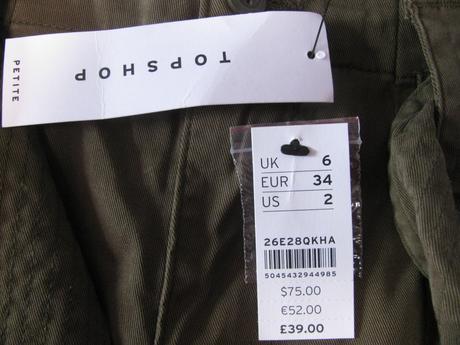 TOPSHOP
PETITE
UK 6
EUR 34
US 2
26E28QKHA
5045432944985
$75.00
€52.00
£39.00